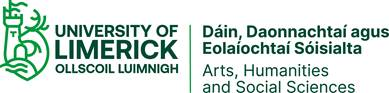 UNIVERSITY OF
LIMERICK
OLLSCOIL LUIMNIGH
Dáin, Daonnachtaí agus
Eolaíochtaí Sóisialta
Arts, Humanities
and Social Sciences